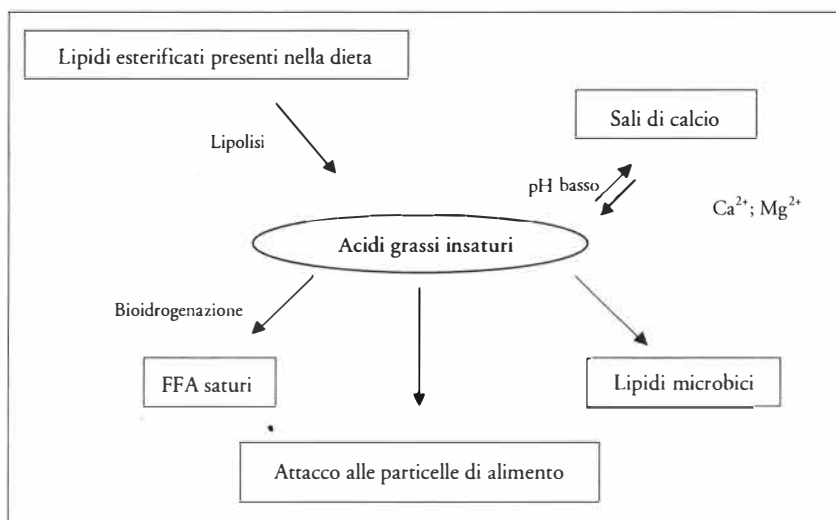 Lipidi esterificati presenti nella dieta
Sali di calcio
Lipolisi
pH basso
Ca²⁺; Mg²⁺
Acidi grassi insaturi
Bioidrogenazione
FFA saturi
Lipidi microbici
Attacco alle particelle di alimento